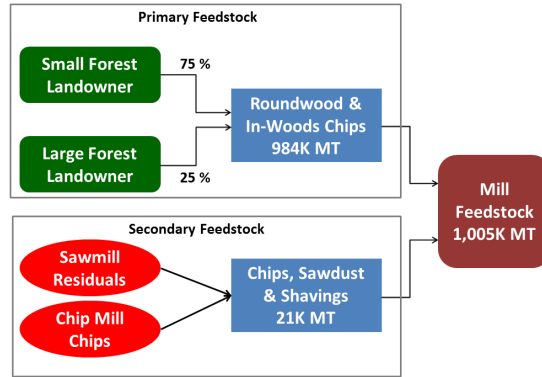 Primary Feedstock
Small Forest
Landowner
75 %
Large Forest
Landowner
25 %
Roundwood &
In-Woods Chips
984K MT
Mill
Feedstock
1,005K MT
Secondary Feedstock
Sawmill
Residuals
Chip Mill
Chips
Chips, Sawdust
& Shavings
21K MT